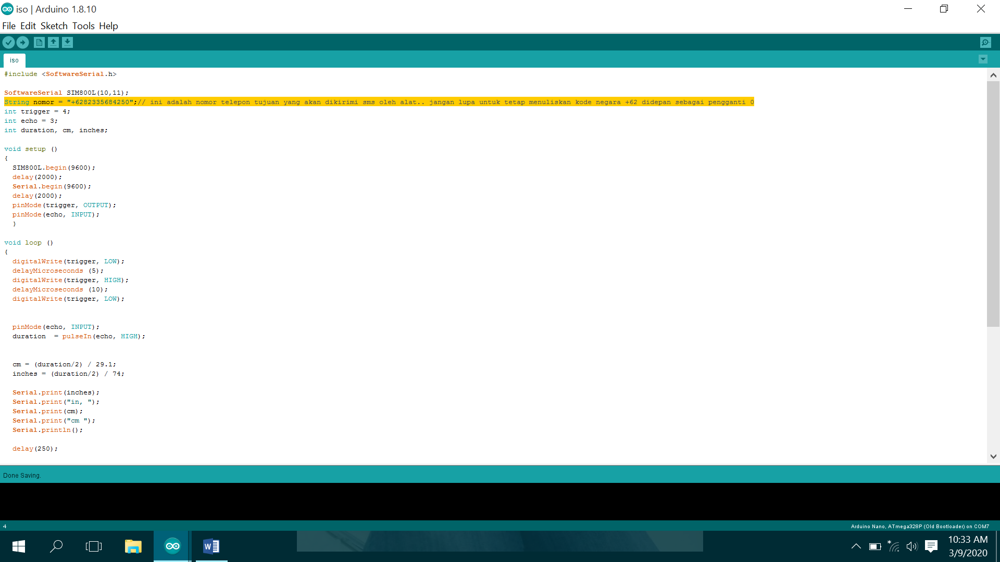 iso | Arduino 1.8.10
File Edit Sketch Tools Help
iso
#include <SoftwareSerial.h>
SoftwareSerial SIM800L(10,11);
String nomor = "+6282335684250";// ini adalah nomor telepon tujuan yang akan dikirimi sms oleh alat.. jangan lupa untuk tetap menuliskan kode negara +62 didepan sebagai pengganti 0
int trigger = 4;
int echo = 3;
int duration, cm, inches;
void setup ()
{
SIM800L.begin(9600);
delay(2000);
Serial.begin(9600);
delay(2000);
pinMode(trigger, OUTPUT);
pinMode(echo, INPUT);
}
void loop ()
{
digitalWrite(trigger, LOW);
delayMicroseconds (5);
digitalWrite(trigger, HIGH);
delayMicroseconds (10);
digitalWrite(trigger, LOW);
pinMode(echo, INPUT);
duration  = pulseIn(echo, HIGH);
cm = (duration/2) / 29.1;
inches = (duration/2) / 74;
Serial.print(inches);
Serial.print("in, ");
Serial.print(cm);
Serial.print("cm ");
Serial.println();
delay(250);
Done Saving.
4
Arduino Nano, ATmega328P (Old Bootloader) on COM7
10:33 AM
3/9/2020